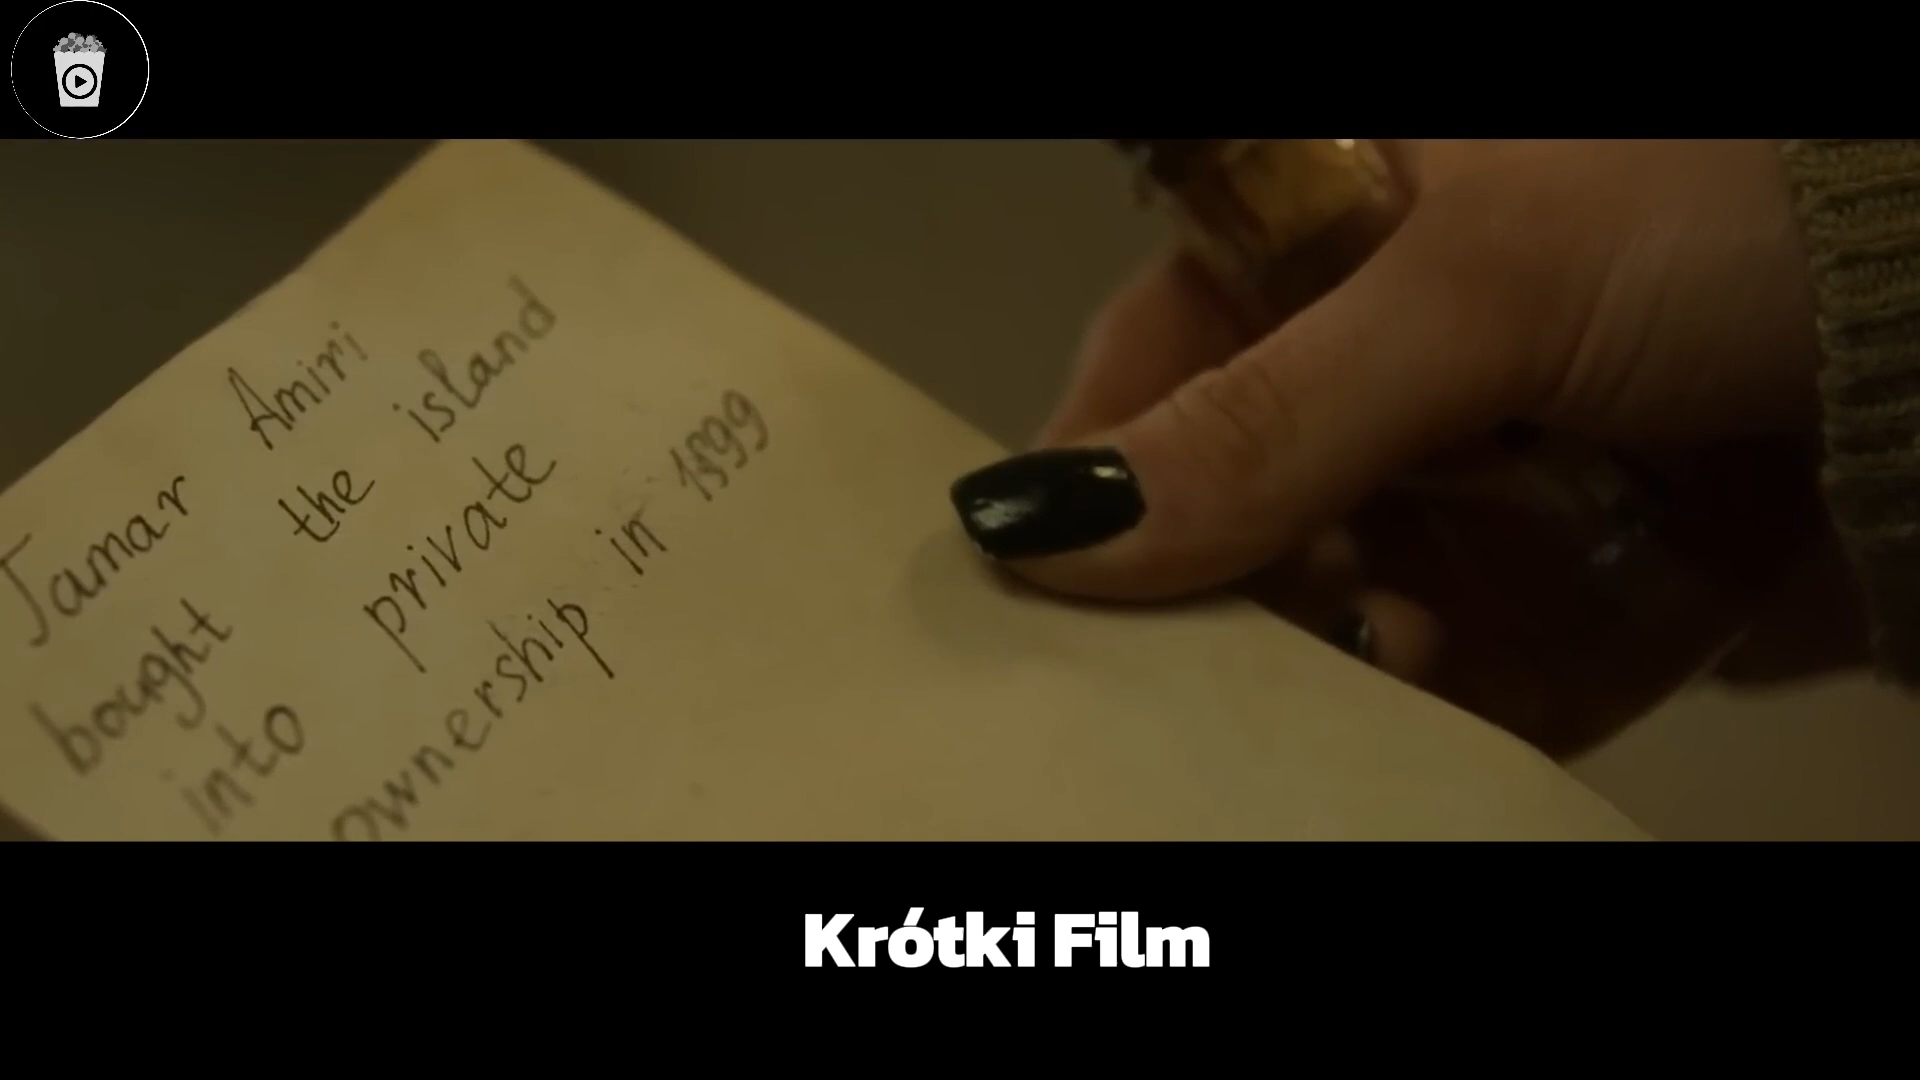 Jamar Amiri
bought the island
into private
ownership in 1899
Krótki Film